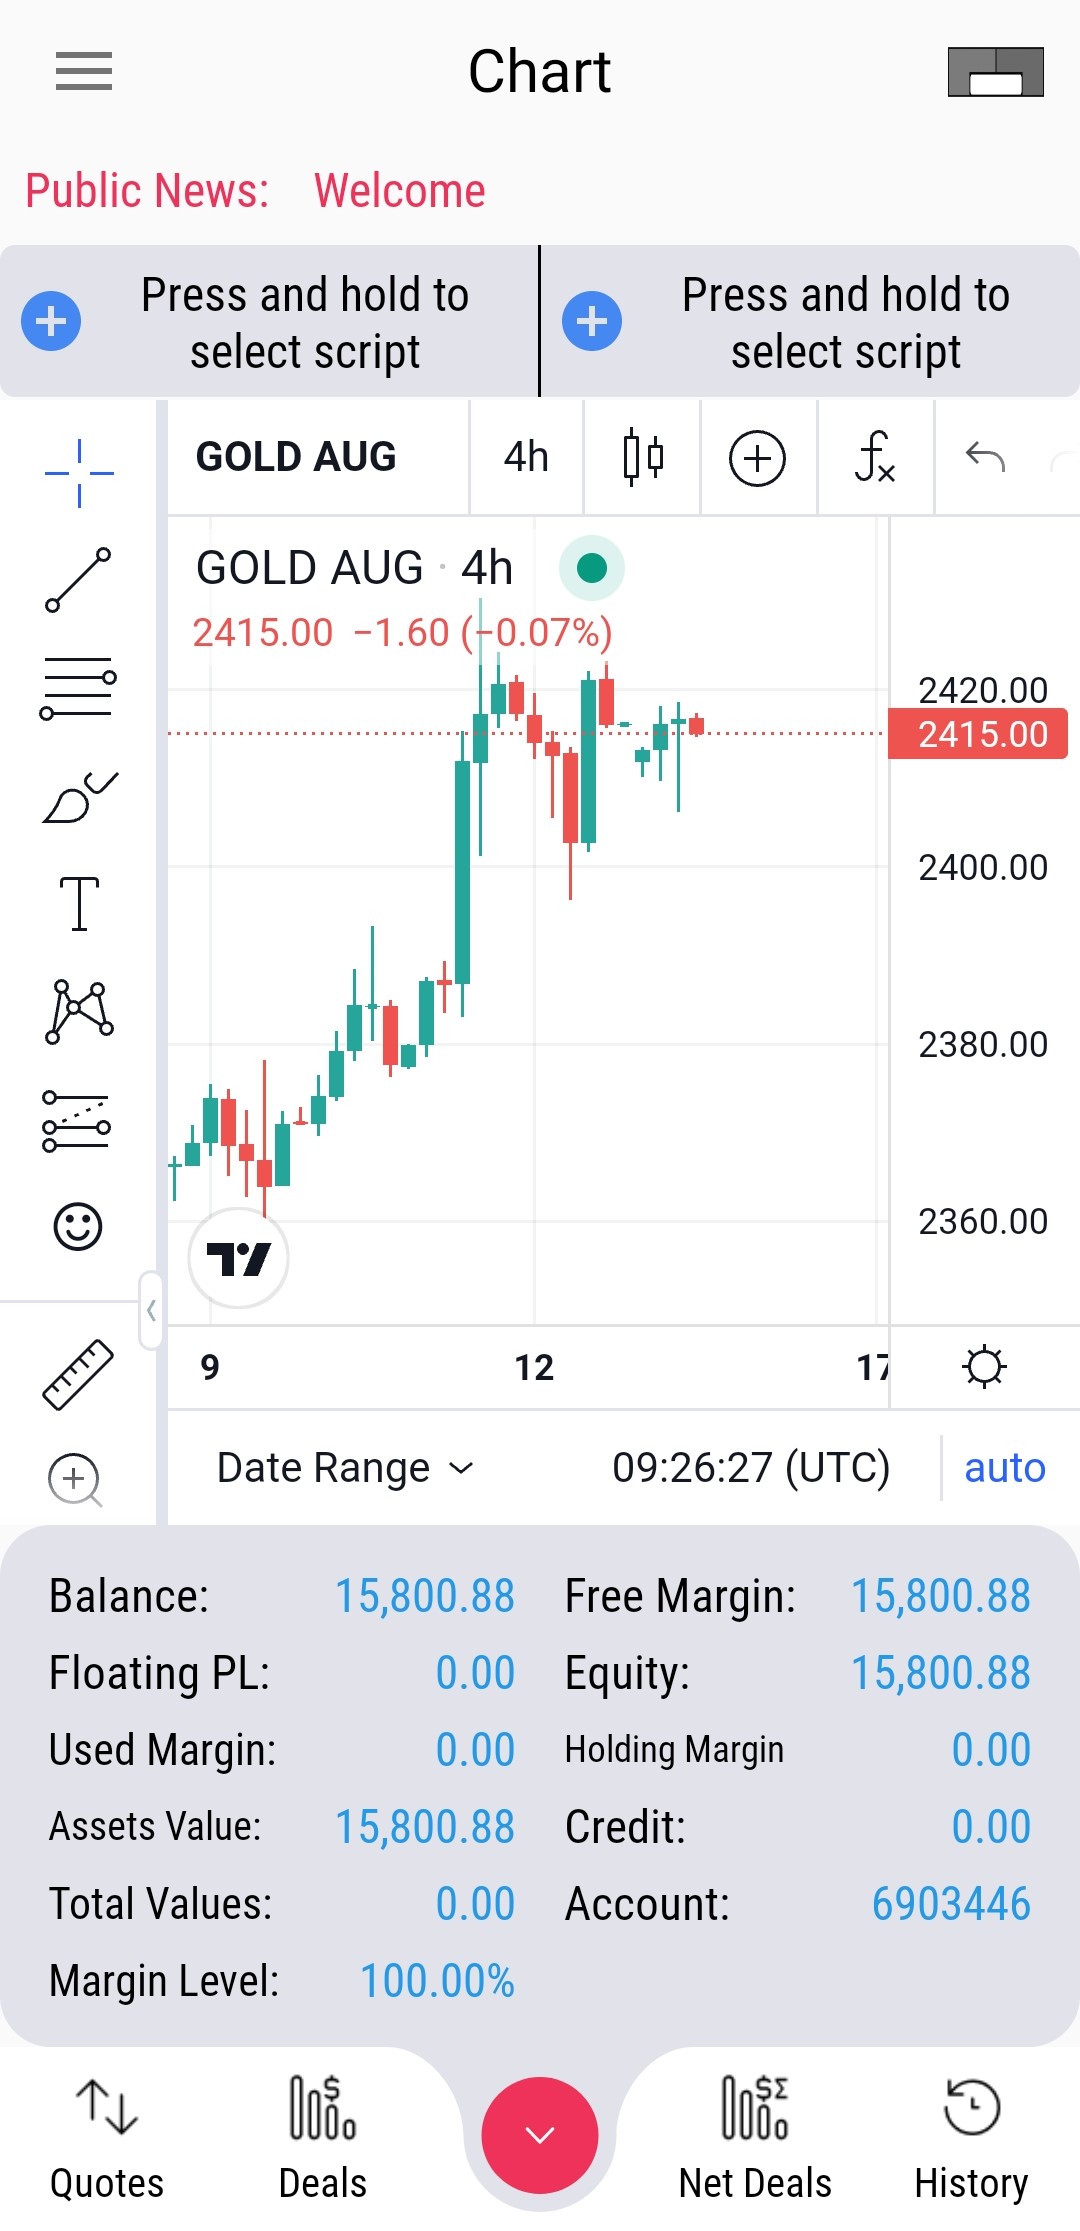 Chart
Public News: Welcome
Press and hold to
select script
Press and hold to
select script
GOLD AUG 4h
GOLD AUG · 4h
2415.00 −1.60 (−0.07%)
2420.00
2415.00
2400.00
2380.00
2360.00
9 12 17
Date Range 09:26:27 (UTC) auto
Balance: 15,800.88 Free Margin: 15,800.88
Floating PL: 0.00 Equity: 15,800.88
Used Margin: 0.00 Holding Margin 0.00
Assets Value: 15,800.88 Credit: 0.00
Total Values: 0.00 Account: 6903446
Margin Level: 100.00%
Quotes Deals Net Deals History